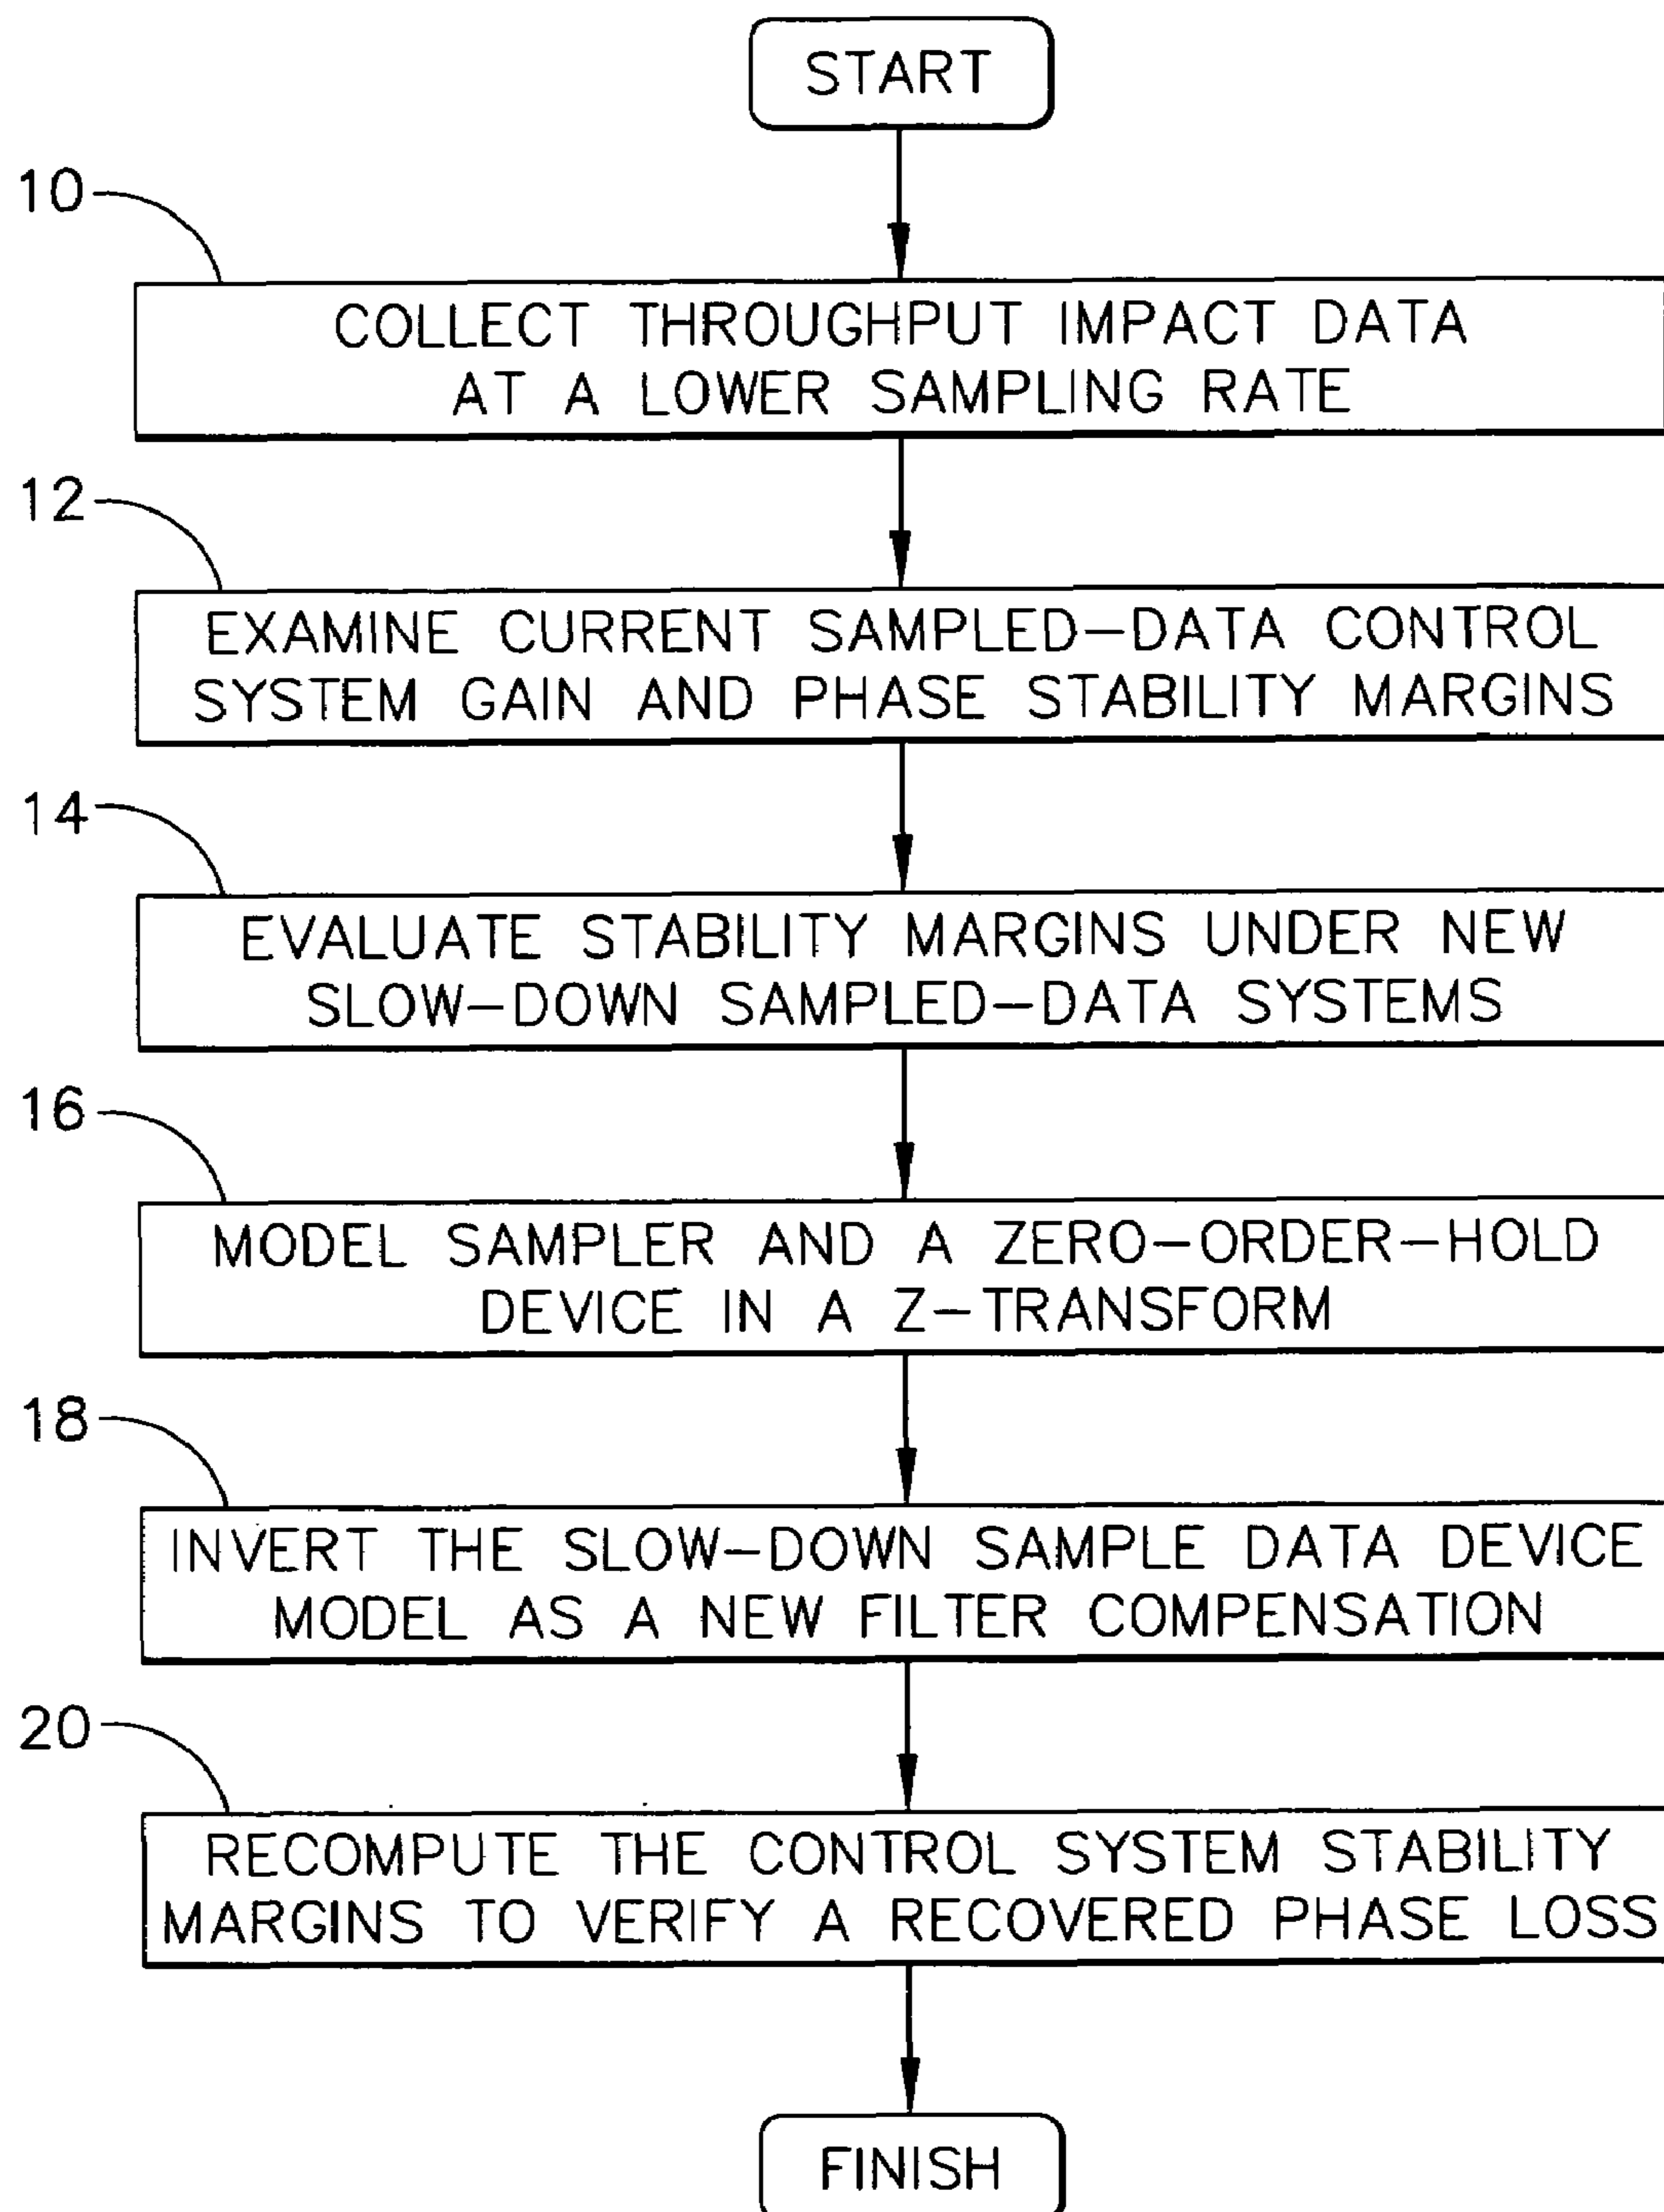 START
10
COLLECT THROUGHPUT IMPACT DATA
AT A LOWER SAMPLING RATE
12
EXAMINE CURRENT SAMPLED-DATA CONTROL
SYSTEM GAIN AND PHASE STABILITY MARGINS
14
EVALUATE STABILITY MARGINS UNDER NEW
SLOW-DOWN SAMPLED-DATA SYSTEMS
16
MODEL SAMPLER AND A ZERO-ORDER-HOLD
DEVICE IN A Z-TRANSFORM
18
INVERT THE SLOW-DOWN SAMPLE DATA DEVICE
MODEL AS A NEW FILTER COMPENSATION
20
RECOMPUTE THE CONTROL SYSTEM STABILITY
MARGINS TO VERIFY A RECOVERED PHASE LOSS
FINISH